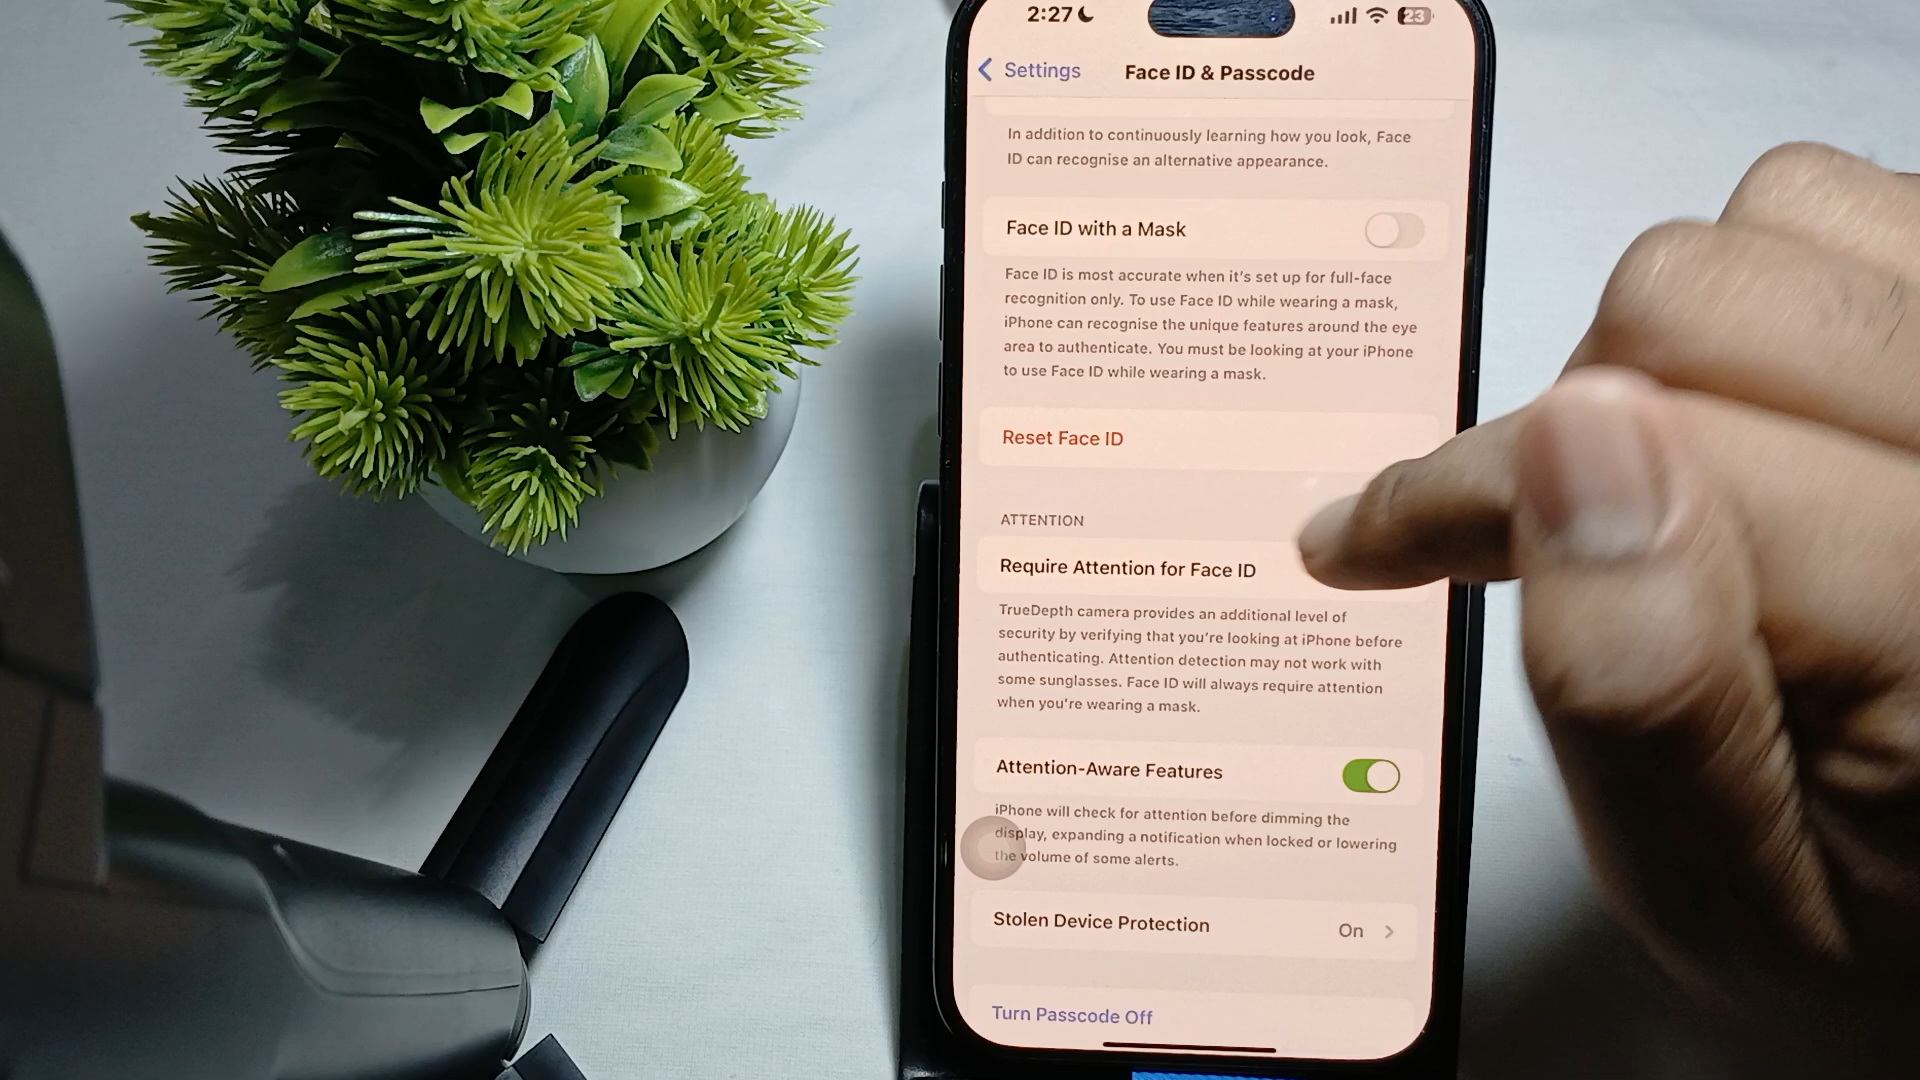 2:27
23
Settings
Face ID & Passcode
In addition to continuously learning how you look, Face
ID can recognise an alternative appearance.
Face ID with a Mask
Face ID is most accurate when it's set up for full-face
recognition only. To use Face ID while wearing a mask,
iPhone can recognise the unique features around the eye
area to authenticate. You must be looking at your iPhone
to use Face ID while wearing a mask.
Reset Face ID
ATTENTION
Require Attention for Face ID
TrueDepth camera provides an additional level of
security by verifying that you're looking at iPhone before
authenticating. Attention detection may not work with
some sunglasses. Face ID will always require attention
when you're wearing a mask.
Attention-Aware Features
iPhone will check for attention before dimming the
display, expanding a notification when locked or lowering
the volume of some alerts.
Stolen Device Protection
On
Turn Passcode Off